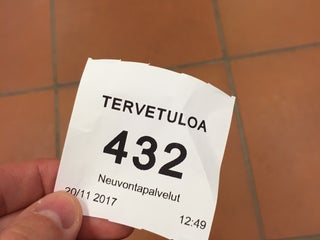 TERVETULOA
432
Neuvontapalvelut
20/11 2017
12:49